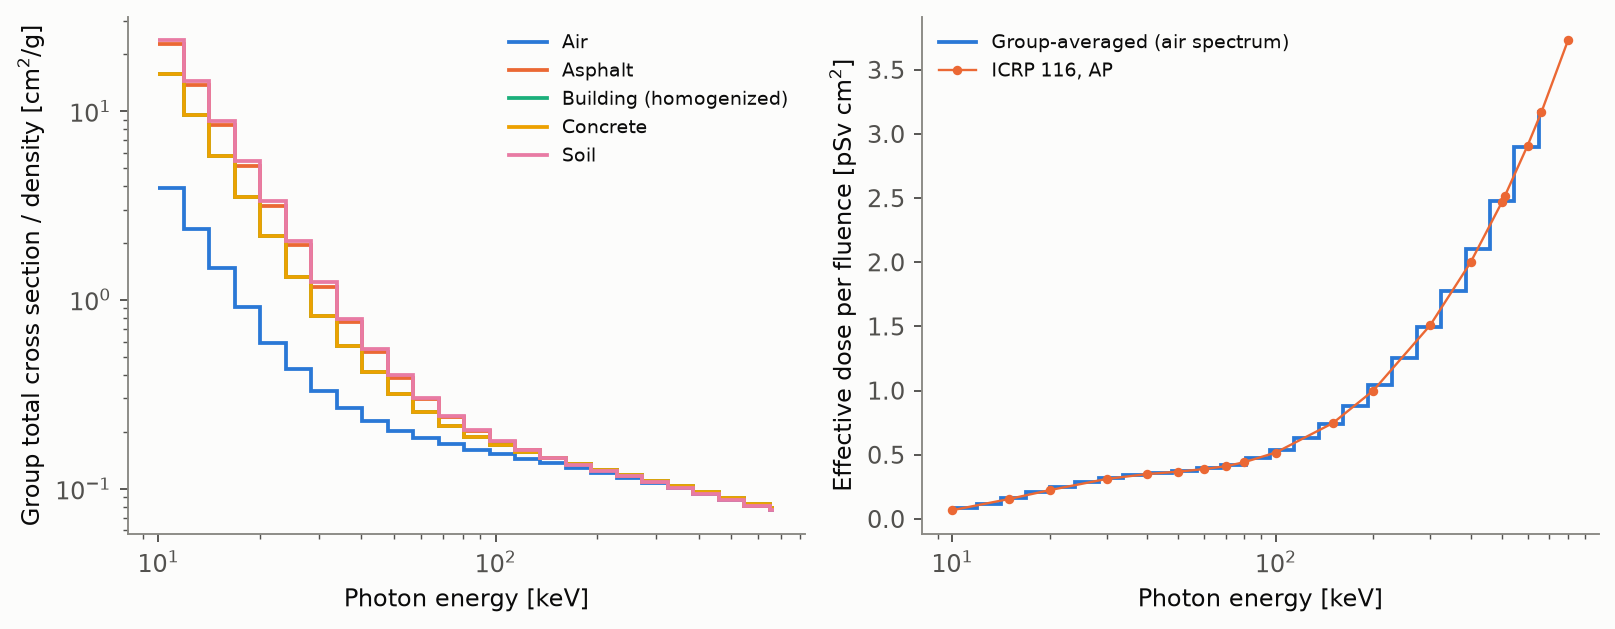 Group total cross section / density [cm²/g]
10¹
10⁰
10⁻¹
Air
Asphalt
Building (homogenized)
Concrete
Soil
10¹
10²
Photon energy [keV]
Effective dose per fluence [pSv cm²]
3.5
3.0
2.5
2.0
1.5
1.0
0.5
0.0
Group-averaged (air spectrum)
ICRP 116, AP
10¹
10²
Photon energy [keV]